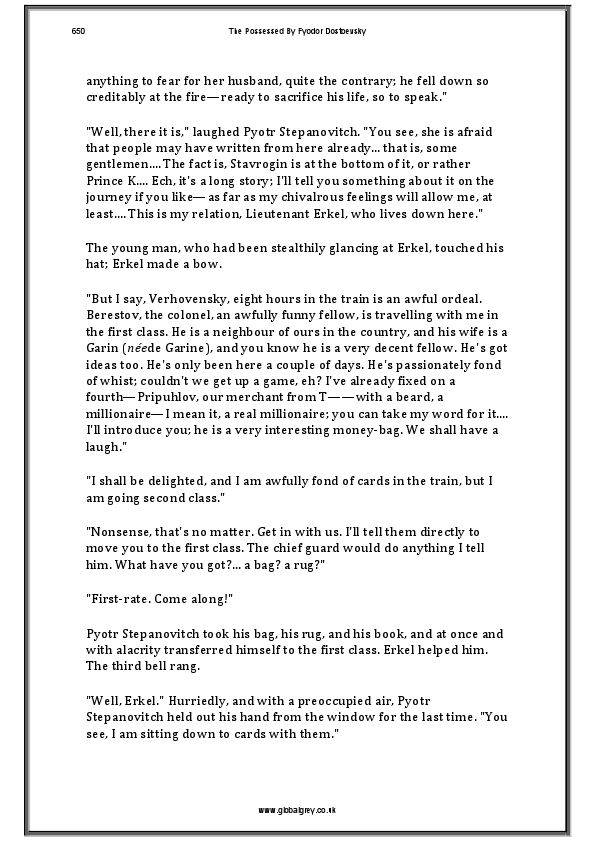 650
The Possessed By Fyodor Dostoevsky
anything to fear for her husband, quite the contrary; he fell down so
creditably at the fire—ready to sacrifice his life, so to speak."
"Well, there it is," laughed Pyotr Stepanovitch. "You see, she is afraid
that people may have written from here already... that is, some
gentlemen.... The fact is, Stavrogin is at the bottom of it, or rather
Prince K.... Ech, it's a long story; I'll tell you something about it on the
journey if you like—as far as my chivalrous feelings will allow me, at
least.... This is my relation, Lieutenant Erkel, who lives down here."
The young man, who had been stealthily glancing at Erkel, touched his
hat; Erkel made a bow.
"But I say, Verhovensky, eight hours in the train is an awful ordeal.
Berestov, the colonel, an awfully funny fellow, is travelling with me in
the first class. He is a neighbour of ours in the country, and his wife is a
Garin (néede Garine), and you know he is a very decent fellow. He's got
ideas too. He's only been here a couple of days. He's passionately fond
of whist; couldn't we get up a game, eh? I've already fixed on a
fourth—Pripuhlov, our merchant from T——with a beard, a
millionaire—I mean it, a real millionaire; you can take my word for it....
I'll introduce you; he is a very interesting money-bag. We shall have a
laugh."
"I shall be delighted, and I am awfully fond of cards in the train, but I
am going second class."
"Nonsense, that's no matter. Get in with us. I'll tell them directly to
move you to the first class. The chief guard would do anything I tell
him. What have you got?... a bag? a rug?"
"First-rate. Come along!"
Pyotr Stepanovitch took his bag, his rug, and his book, and at once and
with alacrity transferred himself to the first class. Erkel helped him.
The third bell rang.
"Well, Erkel." Hurriedly, and with a preoccupied air, Pyotr
Stepanovitch held out his hand from the window for the last time. "You
see, I am sitting down to cards with them."
www.globalgrey.co.uk